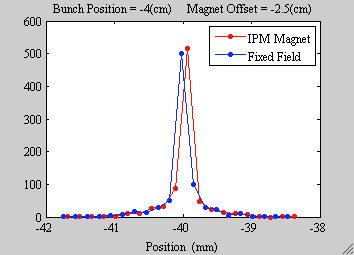 Bunch Position = -4(cm) Magnet Offset = -2.5(cm)
600
500
400
300
200
100
0
IPM Magnet
Fixed Field
-42 -41 -40 -39 -38
Position (mm)